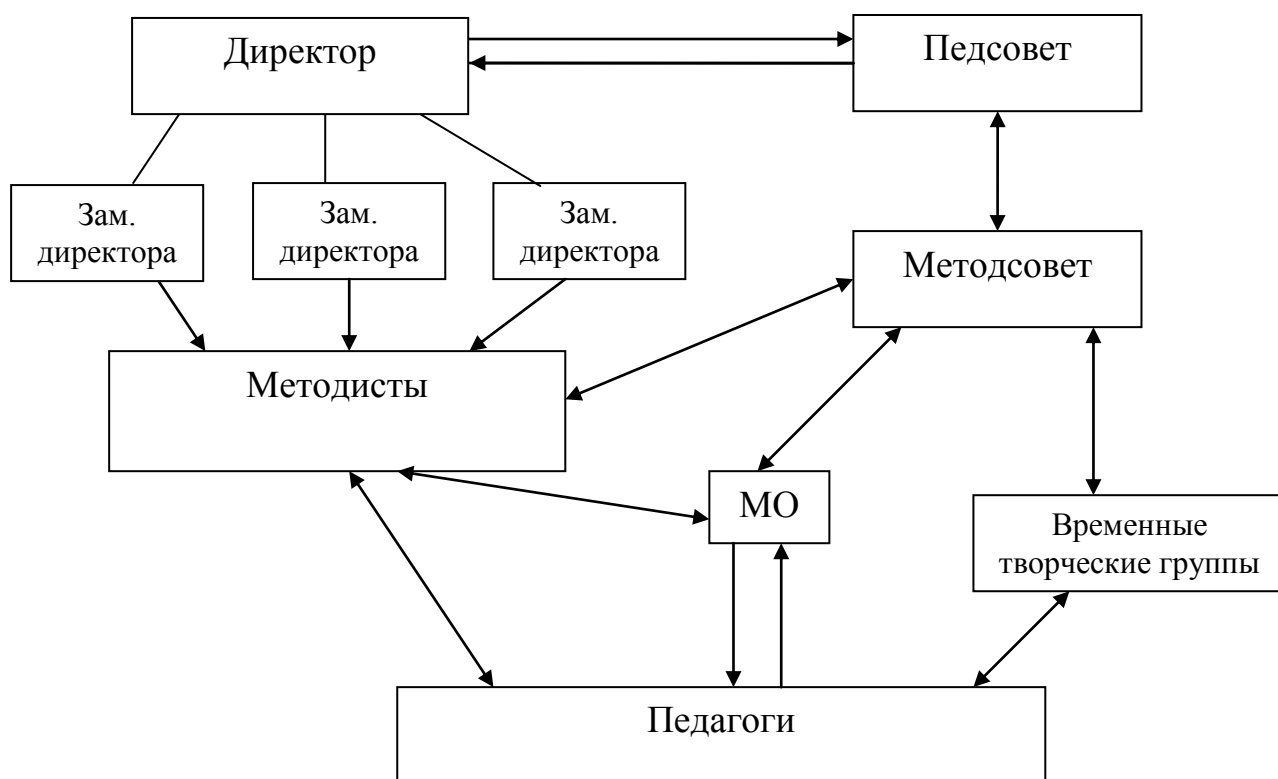 Директор
Педсовет
Зам.
директора
Зам.
директора
Зам.
директора
Методсовет
Методисты
МО
Временные
творческие группы
Педагоги